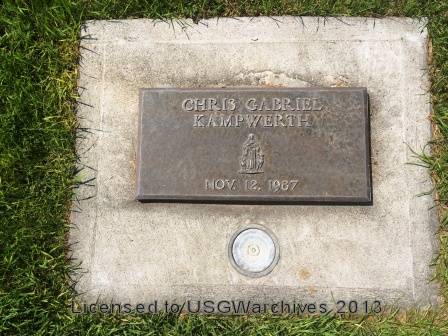 CHRIS GABRIEL
KAMPWERTH
NOV. 12, 1987
Licensed to USGWarchives 2013